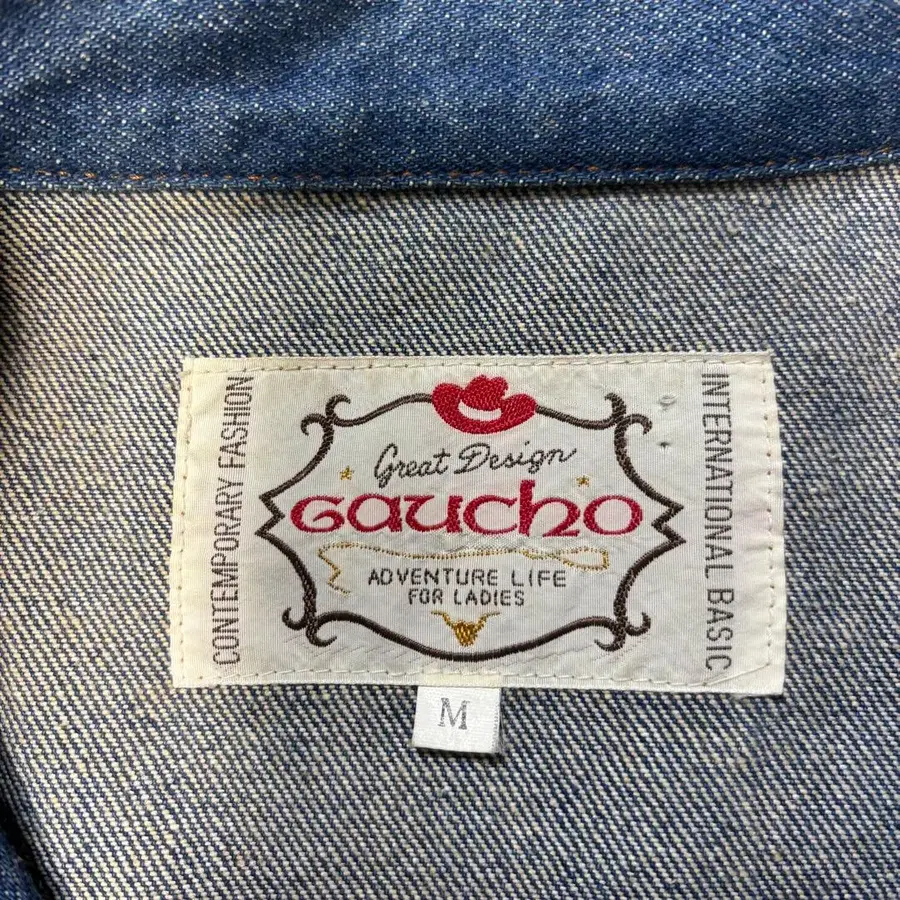 CONTEMPORARY FASHION
Great Design
Gaucho
ADVENTURE LIFE
FOR LADIES
INTERNATIONAL BASIC
M